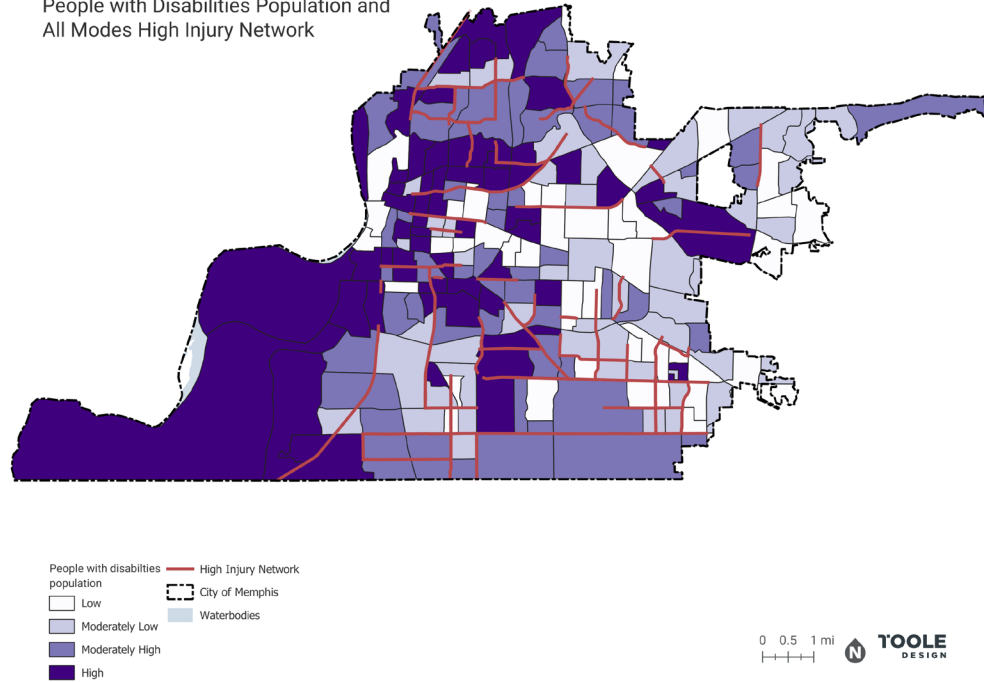 People with Disabilities Population and
All Modes High Injury Network
People with disabilties
population
Low
Moderately Low
Moderately High
High
High Injury Network
City of Memphis
Waterbodies
0 0.5 1 mi
N
TOOLE
DESIGN